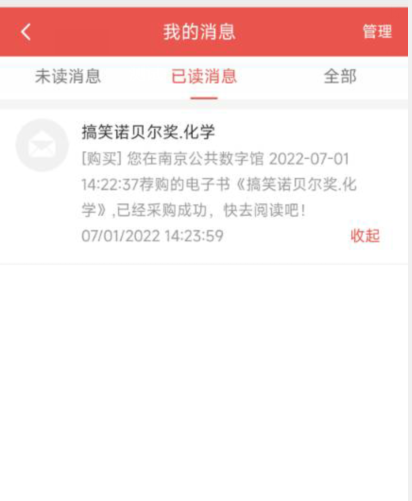 我的消息 管理
未读消息 已读消息 全部
搞笑诺贝尔奖.化学
[购买] 您在南京公共数字馆 2022-07-01
14:22:37荐购的电子书《搞笑诺贝尔奖.化
学》,已经采购成功，快去阅读吧！
07/01/2022 14:23:59 收起